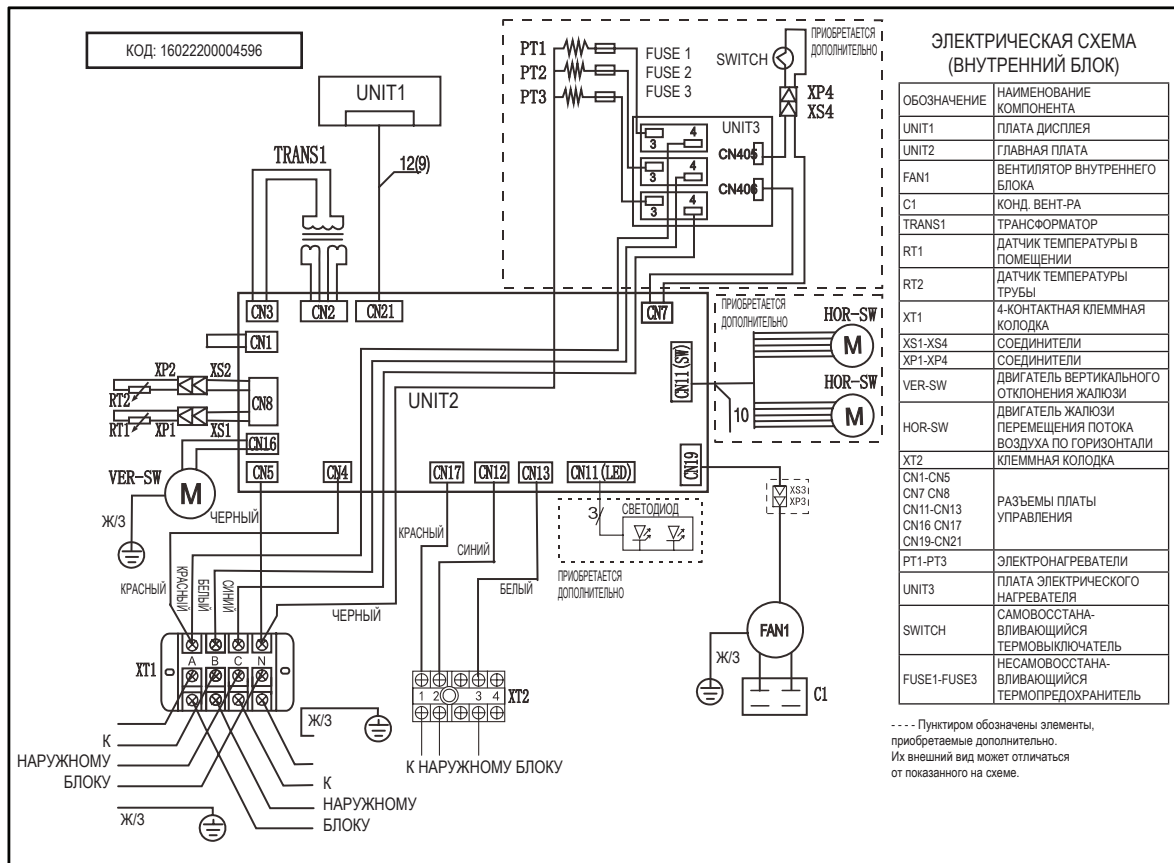 КОД: 16022200004596
UNIT1
TRANS1
12(9)
PT1
PT2
PT3
FUSE 1
FUSE 2
FUSE 3
SWITCH
ПРИОБРЕТАЕТСЯ
ДОПОЛНИТЕЛЬНО
XP4
XS4
UNIT3
3
4
3
4
3
4
CN405
CN406
CN3
CN2
CN21
CN7
CN1
XP2
XS2
RT2
CN8
RT1
XP1
XS1
CN16
UNIT2
CN11(SW)
ПРИОБРЕТАЕТСЯ
ДОПОЛНИТЕЛЬНО
HOR-SW
M
HOR-SW
M
10
VER-SW
M
CN5
CN4
CN17
CN12
CN13
CN11(LED)
CN19
Ж/З
ЧЕРНЫЙ
КРАСНЫЙ
КРАСНЫЙ
БЕЛЫЙ
СИНИЙ
ЧЕРНЫЙ
КРАСНЫЙ
СИНИЙ
БЕЛЫЙ
3
СВЕТОДИОД
ПРИОБРЕТАЕТСЯ
ДОПОЛНИТЕЛЬНО
XS3
XP3
FAN1
Ж/З
C1
XT1
A B C N
1 2 3 4
XT2
Ж/З
К
НАРУЖНОМУ
БЛОКУ
К НАРУЖНОМУ БЛОКУ
К
НАРУЖНОМУ
БЛОКУ
Ж/З
ЭЛЕКТРИЧЕСКАЯ СХЕМА
(ВНУТРЕННИЙ БЛОК)
ОБОЗНАЧЕНИЕ НАИМЕНОВАНИЕ
КОМПОНЕНТА
UNIT1 ПЛАТА ДИСПЛЕЯ
UNIT2 ГЛАВНАЯ ПЛАТА
FAN1 ВЕНТИЛЯТОР ВНУТРЕННЕГО
БЛОКА
C1 КОНД. ВЕНТ-РА
TRANS1 ТРАНСФОРМАТОР
RT1 ДАТЧИК ТЕМПЕРАТУРЫ В
ПОМЕЩЕНИИ
RT2 ДАТЧИК ТЕМПЕРАТУРЫ
ТРУБЫ
XT1 4-КОНТАКТНАЯ КЛЕММНАЯ
КОЛОДКА
XS1-XS4 СОЕДИНИТЕЛИ
XP1-XP4 СОЕДИНИТЕЛИ
VER-SW ДВИГАТЕЛЬ ВЕРТИКАЛЬНОГО
ОТКЛОНЕНИЯ ЖАЛЮЗИ
HOR-SW ДВИГАТЕЛЬ ЖАЛЮЗИ
ПЕРЕМЕЩЕНИЯ ПОТОКА
ВОЗДУХА ПО ГОРИЗОНТАЛИ
XT2 КЛЕММНАЯ КОЛОДКА
CN1-CN5
CN7 CN8
CN11-CN13
CN16 CN17
CN19-CN21
РАЗЪЕМЫ ПЛАТЫ
УПРАВЛЕНИЯ
PT1-PT3 ЭЛЕКТРОНАГРЕВАТЕЛИ
UNIT3 ПЛАТА ЭЛЕКТРИЧЕСКОГО
НАГРЕВАТЕЛЯ
SWITCH САМОВОССТАНА-
ВЛИВАЮЩИЙСЯ
ТЕРМОВЫКЛЮЧАТЕЛЬ
FUSE1-FUSE3 НЕСАМОВОССТАНА-
ВЛИВАЮЩИЙСЯ
ТЕРМОПРЕДОХРАНИТЕЛЬ
- - - - Пунктиром обозначены элементы,
приобретаемые дополнительно.
Их внешний вид может отличаться
от показанного на схеме.